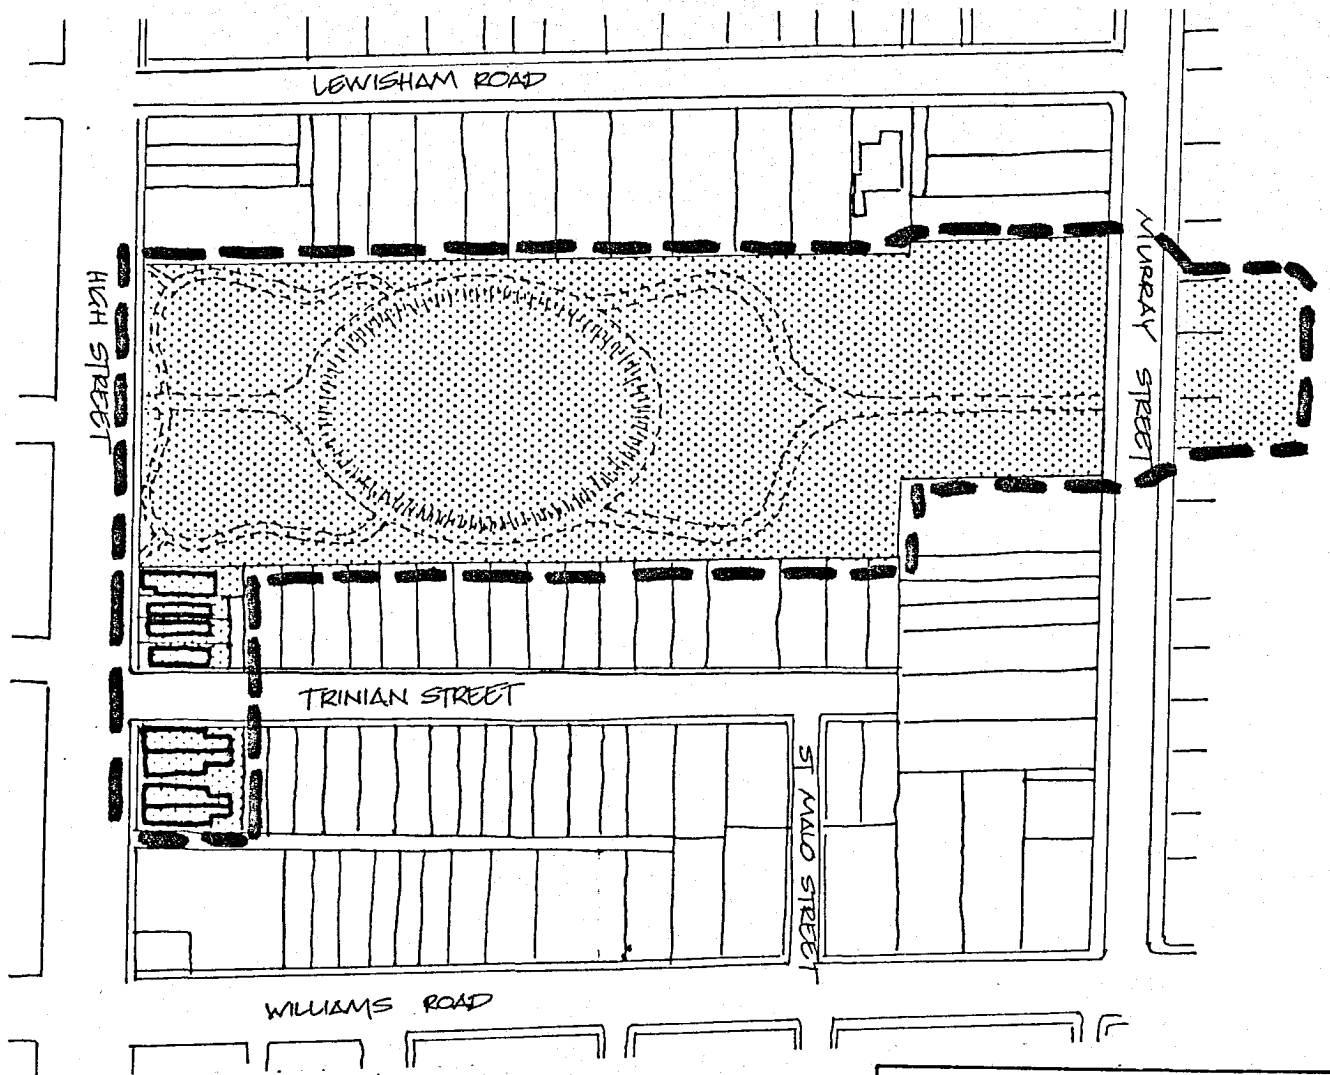 LEWISHAM ROAD
HIGH STREET
MURRAY STREET
TRINIAN STREET
ST MALO STREET
WILLIAMS ROAD